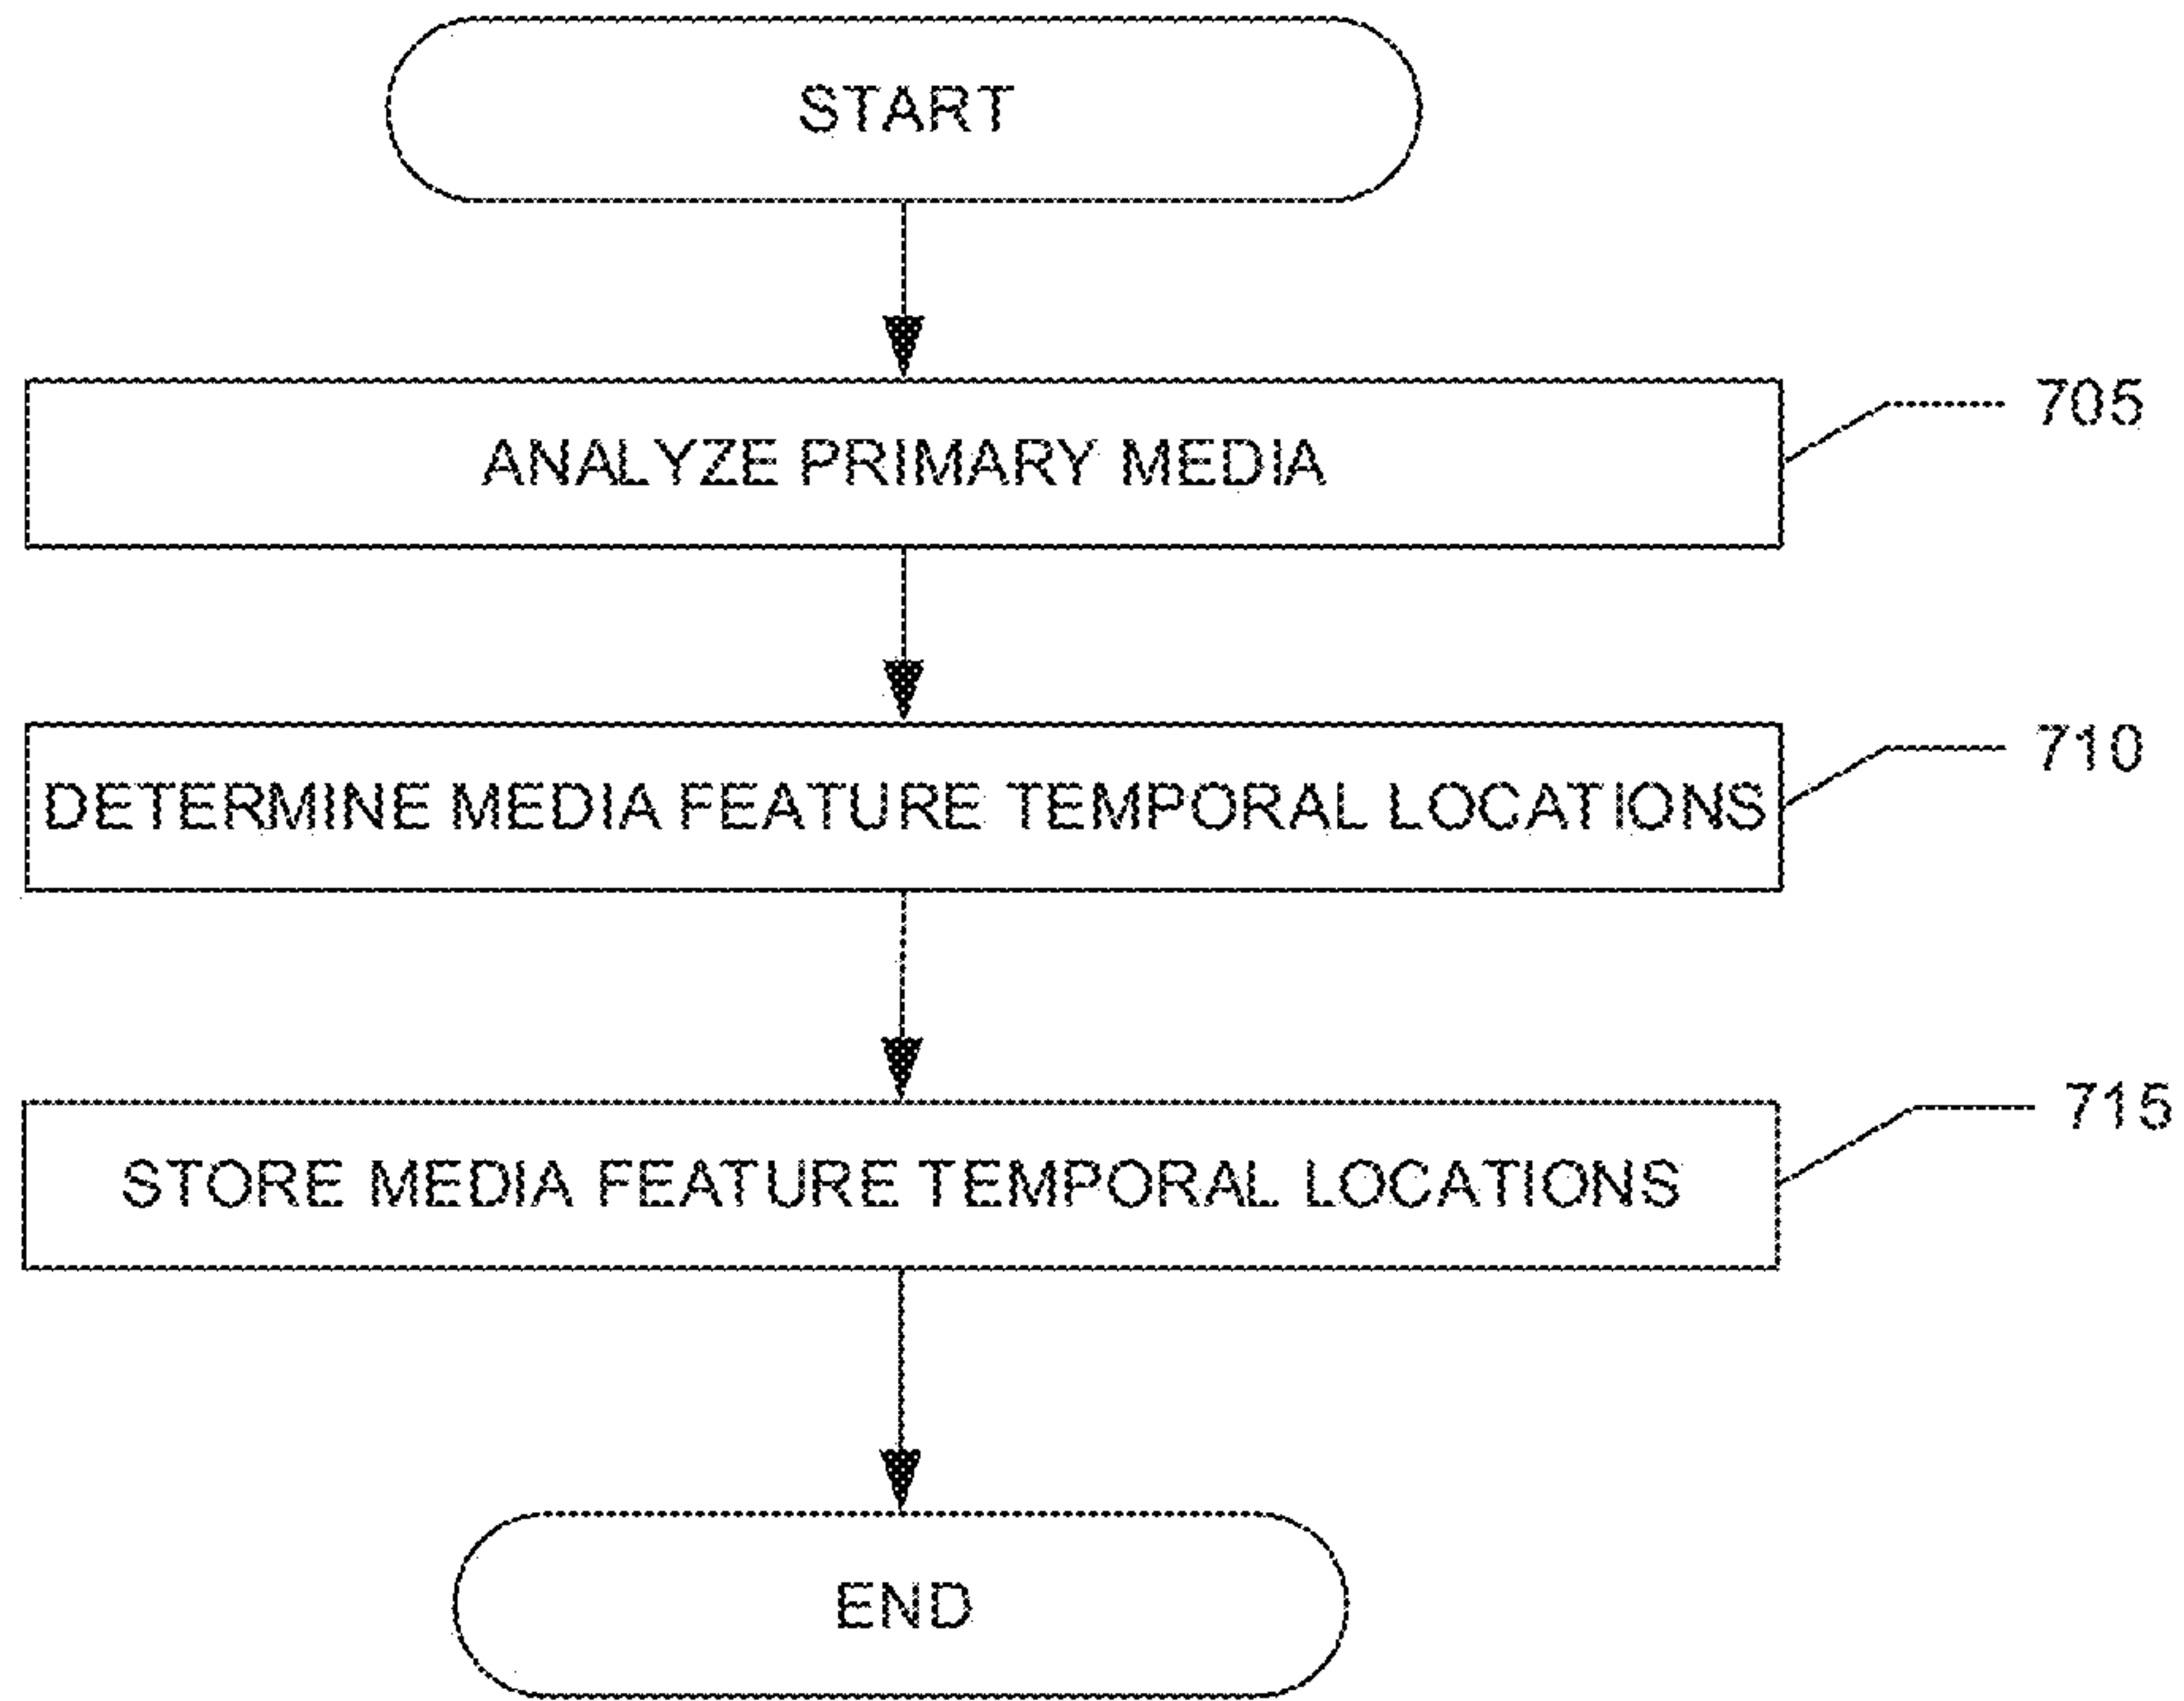 START
ANALYZE PRIMARY MEDIA
705
DETERMINE MEDIA FEATURE TEMPORAL LOCATIONS
710
STORE MEDIA FEATURE TEMPORAL LOCATIONS
715
END